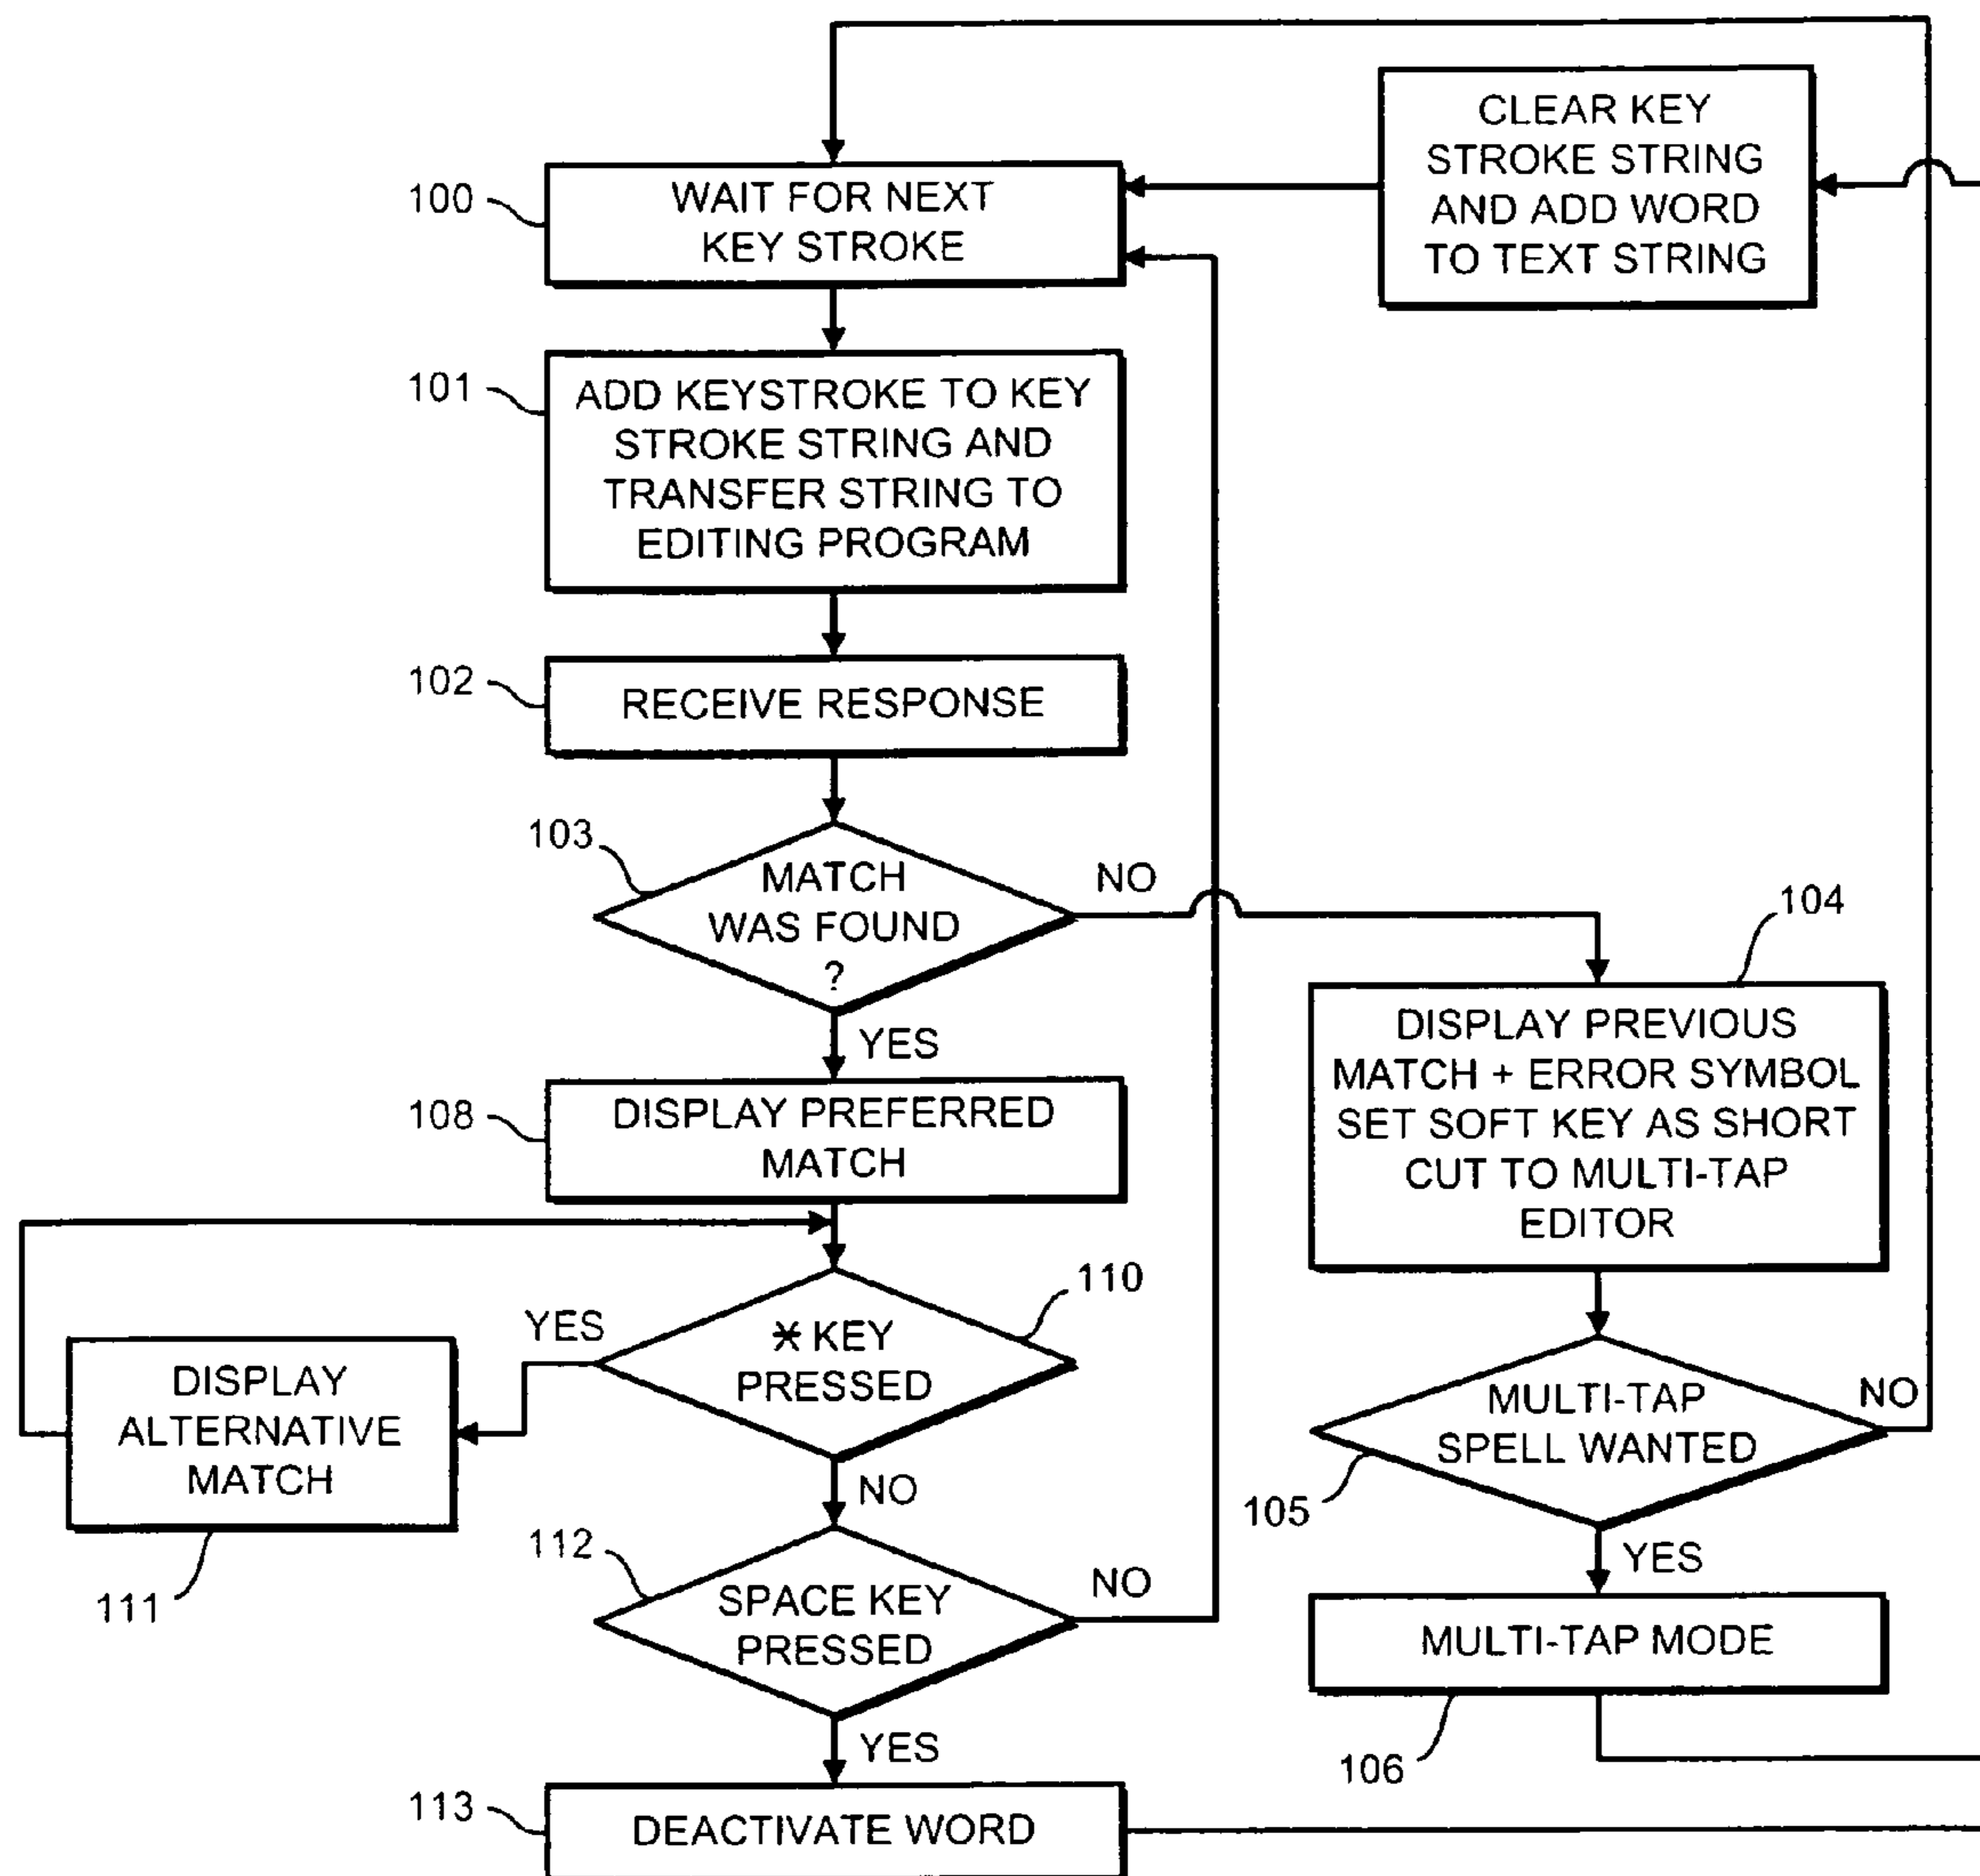 CLEAR KEY
STROKE STRING
AND ADD WORD
TO TEXT STRING
100
WAIT FOR NEXT
KEY STROKE
101
ADD KEYSTROKE TO KEY
STROKE STRING AND
TRANSFER STRING TO
EDITING PROGRAM
102
RECEIVE RESPONSE
103
MATCH
WAS FOUND
?
NO
YES
104
DISPLAY PREVIOUS
MATCH + ERROR SYMBOL
SET SOFT KEY AS SHORT
CUT TO MULTI-TAP
EDITOR
108
DISPLAY PREFERRED
MATCH
110
* KEY
PRESSED
YES
NO
DISPLAY
ALTERNATIVE
MATCH
111
MULTI-TAP
SPELL WANTED
NO
105
YES
112
SPACE KEY
PRESSED
NO
YES
MULTI-TAP MODE
106
113
DEACTIVATE WORD